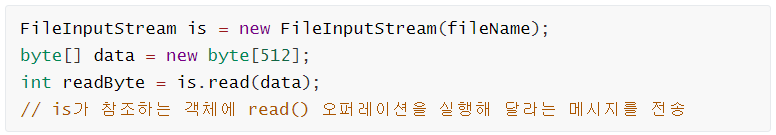 FileInputStream is = new FileInputStream(fileName);
byte[] data = new byte[512];
int readByte = is.read(data);
// is가 참조하는 객체에 read() 오퍼레이션을 실행해 달라는 메시지를 전송